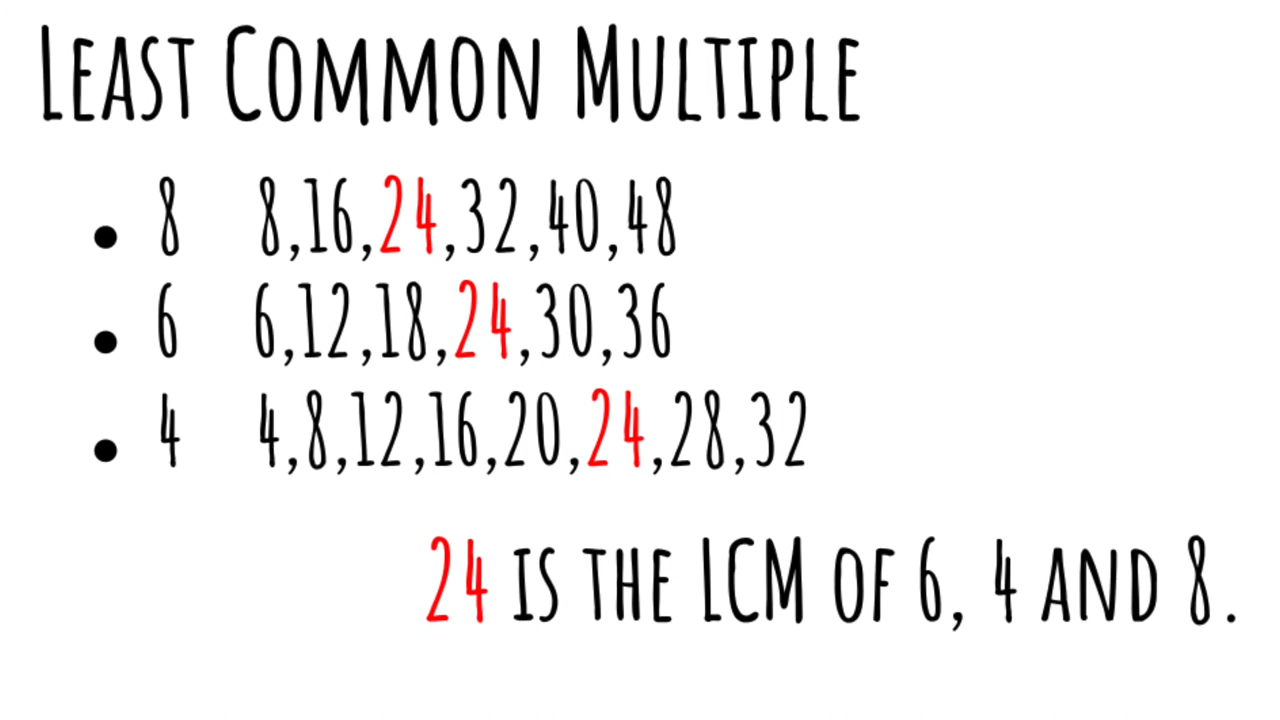 Least Common Multiple
• 8 8,16,24,32,40,48
• 6 6,12,18,24,30,36
• 4 4,8,12,16,20,24,28,32
24 is the LCM of 6, 4 and 8.